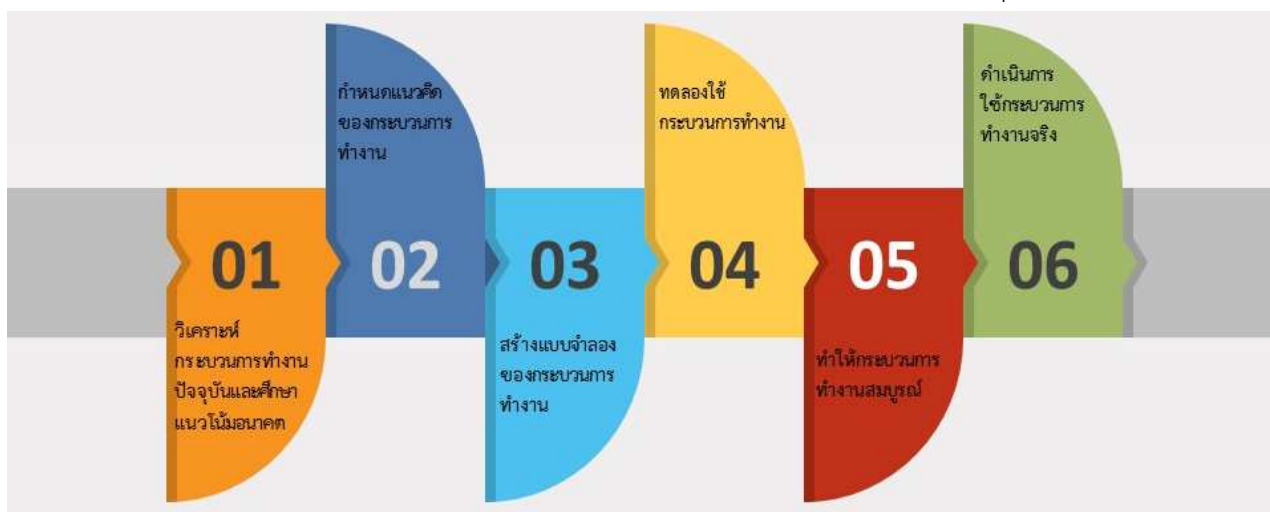 01
วิเคราะห์
กระบวนการทำงาน
ปัจจุบันและศึกษา
แนวโน้มอนาคต
กำหนดแนวคิด
ของกระบวนการ
ทำงาน
02
03
สร้างแบบจำลอง
ของกระบวนการ
ทำงาน
ทดลองใช้
กระบวนการทำงาน
04
05
ทำให้กระบวนการ
ทำงานสมบูรณ์
ดำเนินการ
ใช้กระบวนการ
ทำงานจริง
06